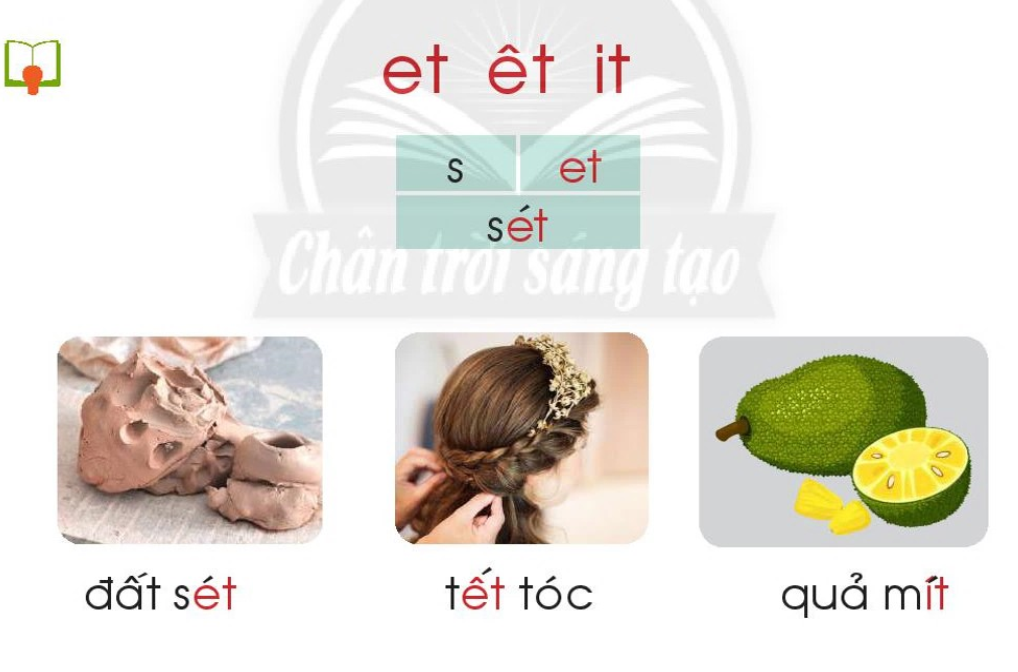 et êt it
s et
sét
Chân trời sáng tạo
đất sét
tết tóc
quả mít